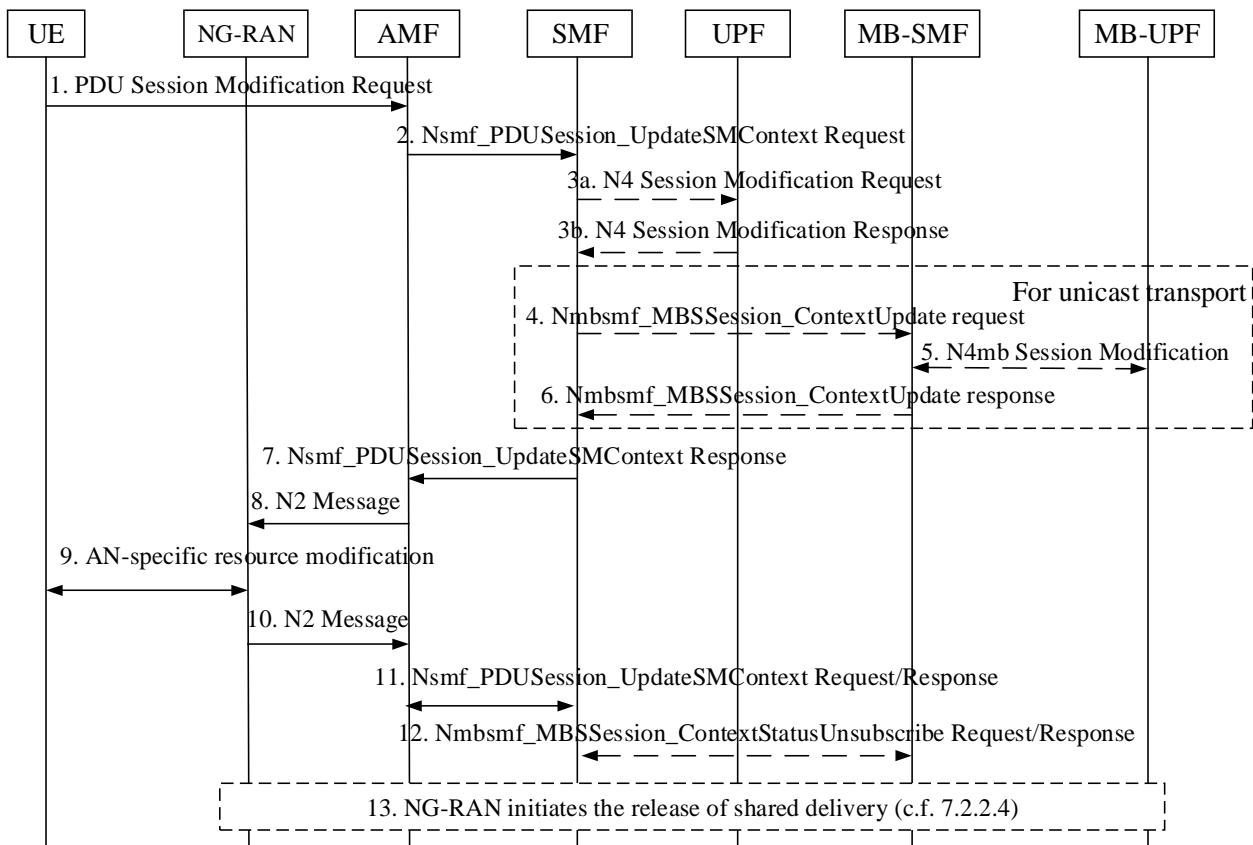 UE
NG-RAN
AMF
SMF
UPF
MB-SMF
MB-UPF
1. PDU Session Modification Request
2. Nsmf_PDUSession_UpdateSMContext Request
3a. N4 Session Modification Request
3b. N4 Session Modification Response
For unicast transport
4. Nmbsmf_MBSSession_ContextUpdate request
5. N4mb Session Modification
6. Nmbsmf_MBSSession_ContextUpdate response
7. Nsmf_PDUSession_UpdateSMContext Response
8. N2 Message
9. AN-specific resource modification
10. N2 Message
11. Nsmf_PDUSession_UpdateSMContext Request/Response
12. Nmbsmf_MBSSession_ContextStatusUnsubscribe Request/Response
13. NG-RAN initiates the release of shared delivery (c.f. 7.2.2.4)